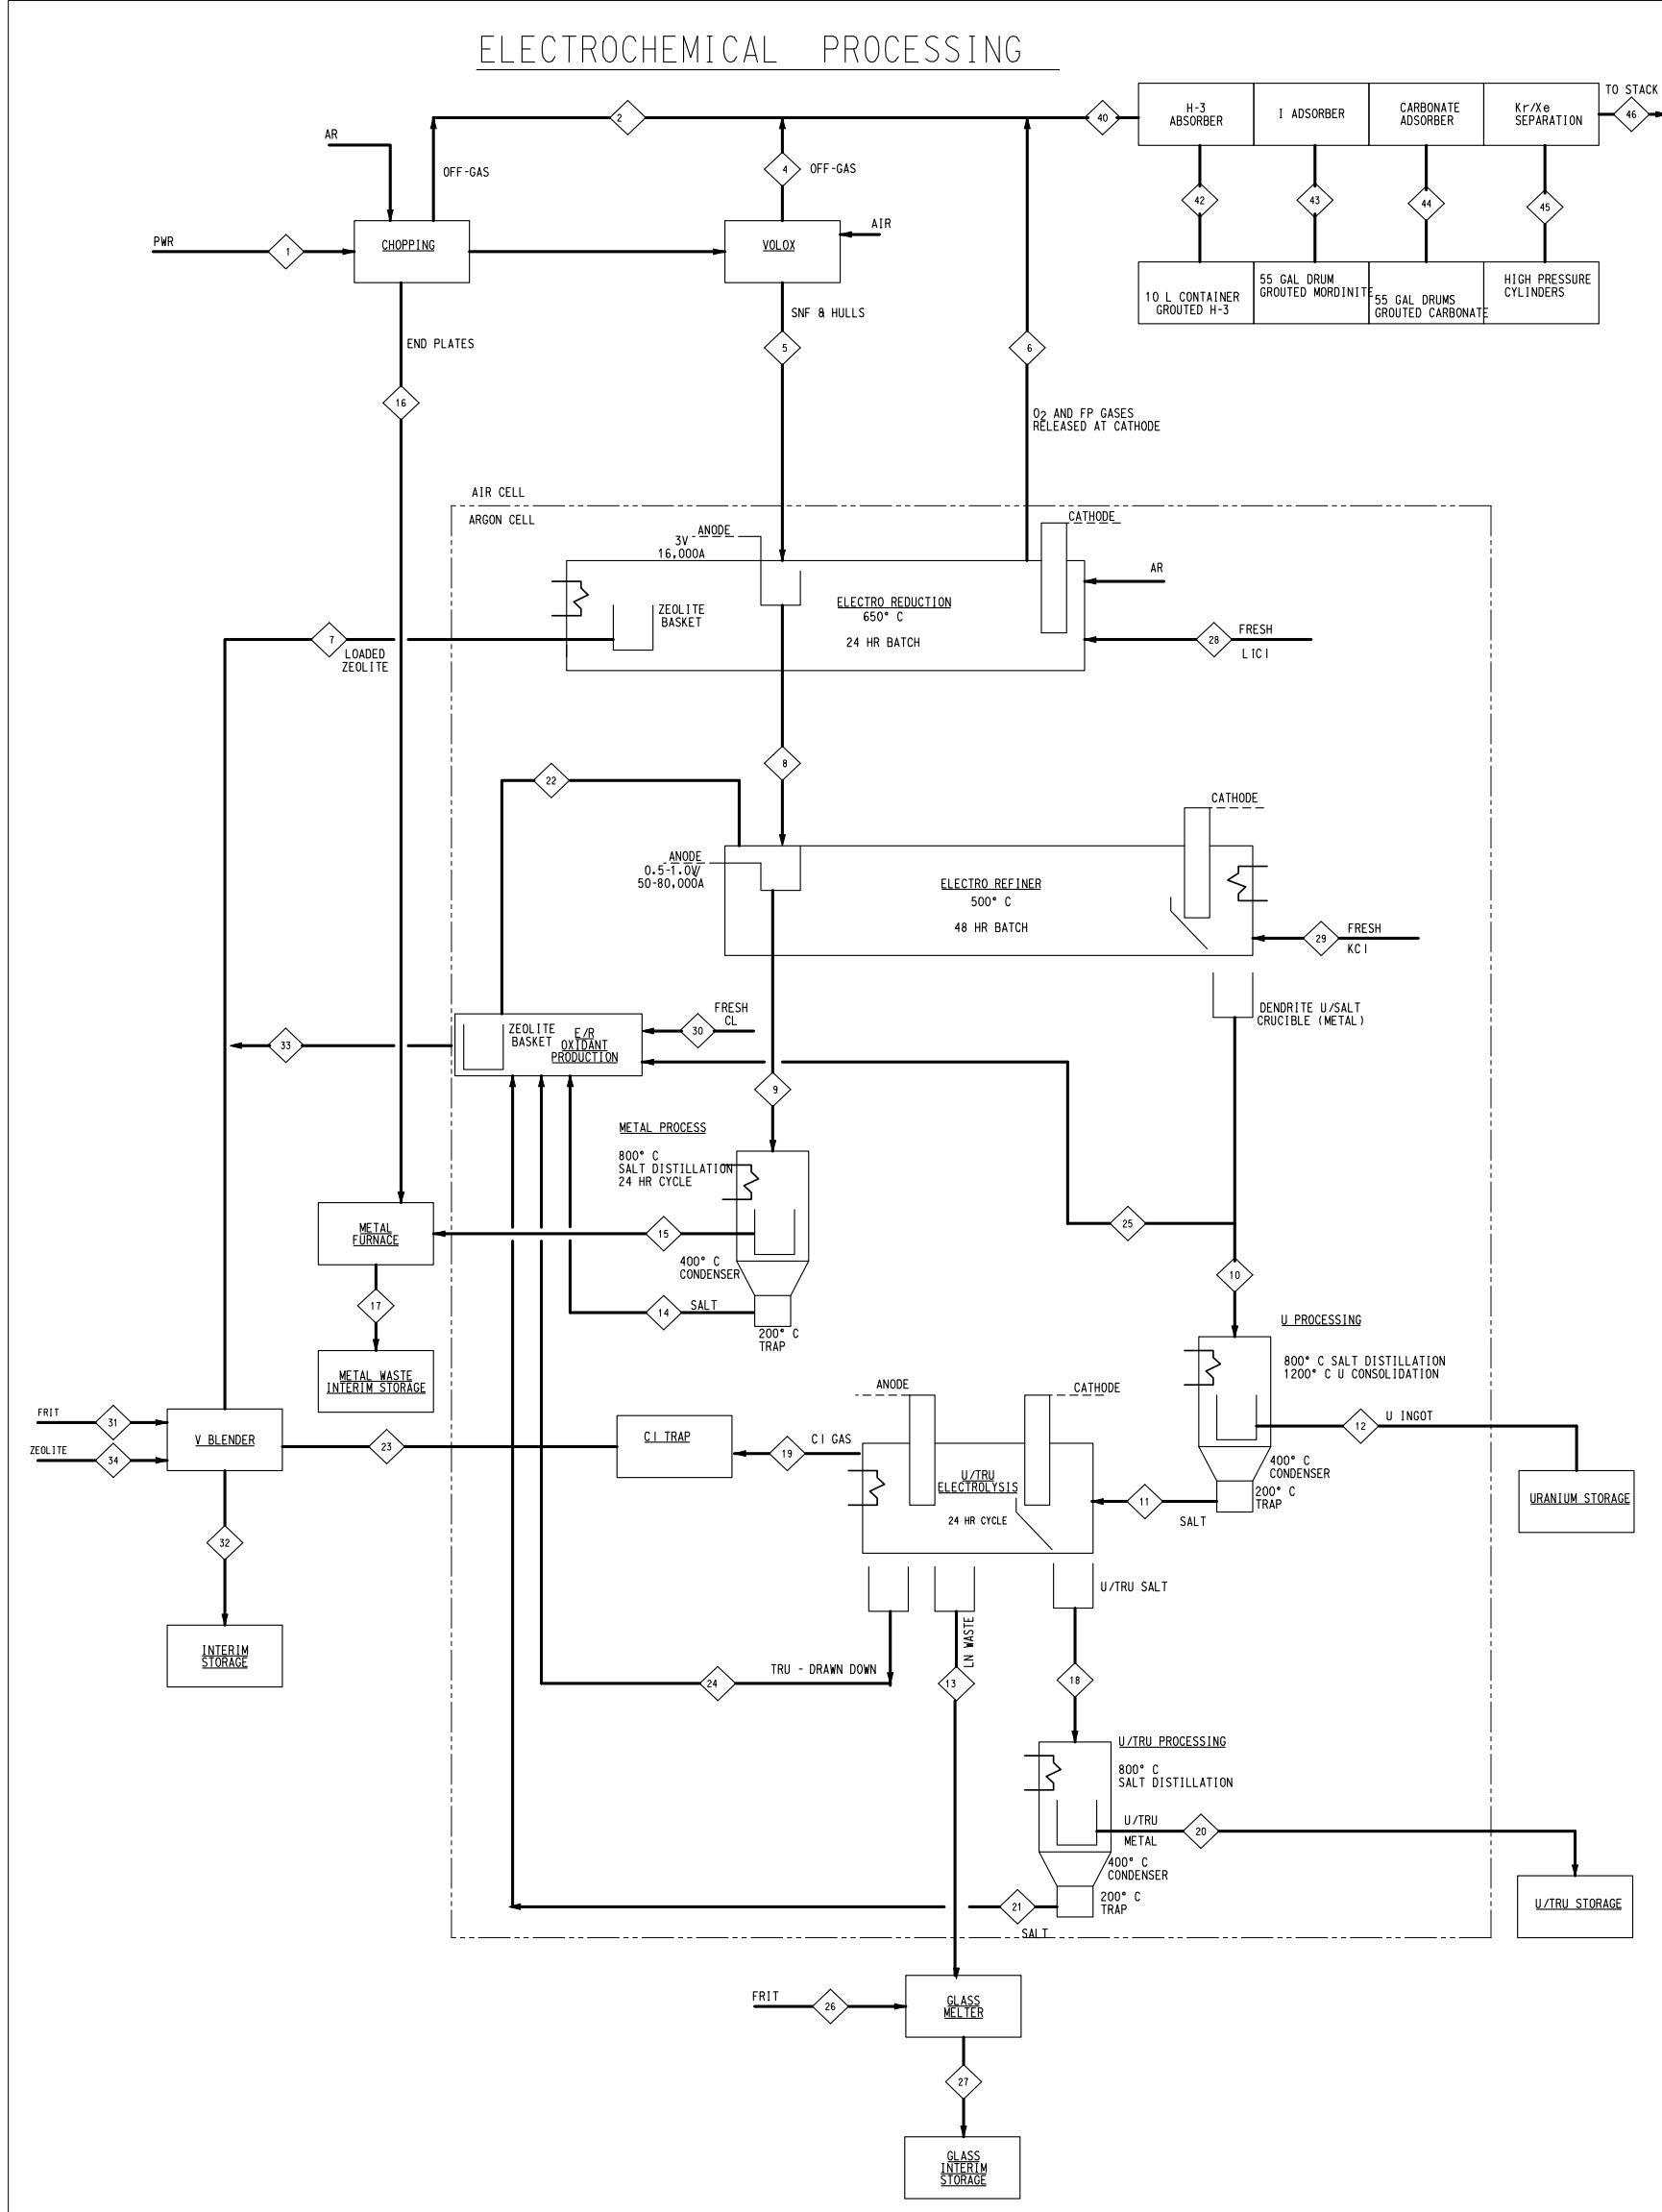 ELECTROCHEMICAL PROCESSING
TO STACK
2
40
H-3
ABSORBER
I ADSORBER
CARBONATE
ADSORBER
Kr/Xe
SEPARATION
46
AR
OFF-GAS
4
OFF-GAS
42
43
44
45
PWR
1
CHOPPING
VOLOX
AIR
10 L CONTAINER
GROUTED H-3
55 GAL DRUM
GROUTED MORDINITE
55 GAL DRUMS
GROUTED CARBONATE
HIGH PRESSURE
CYLINDERS
SNF & HULLS
END PLATES
5
6
16
O2 AND FP GASES
RELEASED AT CATHODE
AIR CELL
ARGON CELL
ANODE
3V
16,000A
CATHODE
AR
ZEOLITE
BASKET
ELECTRO REDUCTION
650° C
24 HR BATCH
7
LOADED
ZEOLITE
28
FRESH
LICI
8
22
CATHODE
ANODE
0.5-1.0V
50-80,000A
ELECTRO REFINER
500° C
48 HR BATCH
29
FRESH
KCI
DENDRITE U/SALT
CRUCIBLE (METAL)
FRESH
CL
30
ZEOLITE
BASKET
E/R
OXIDANT
PRODUCTION
33
9
METAL PROCESS
800° C
SALT DISTILLATION
24 HR CYCLE
METAL
FURNACE
15
25
400° C
CONDENSER
10
17
14
SALT
200° C
TRAP
U PROCESSING
800° C SALT DISTILLATION
1200° C U CONSOLIDATION
METAL WASTE
INTERIM STORAGE
ANODE
CATHODE
FRIT
31
ZEOLITE
34
V BLENDER
23
CI TRAP
19
CI GAS
12
U INGOT
400° C
CONDENSER
200° C
TRAP
U/TRU
ELECTROLYSIS
24 HR CYCLE
11
SALT
URANIUM STORAGE
32
U/TRU SALT
INTERIM
STORAGE
LN WASTE
TRU - DRAWN DOWN
24
13
18
U/TRU PROCESSING
800° C
SALT DISTILLATION
U/TRU
METAL
20
400° C
CONDENSER
200° C
TRAP
21
SALT
U/TRU STORAGE
FRIT
26
GLASS
MELTER
27
GLASS
INTERIM
STORAGE